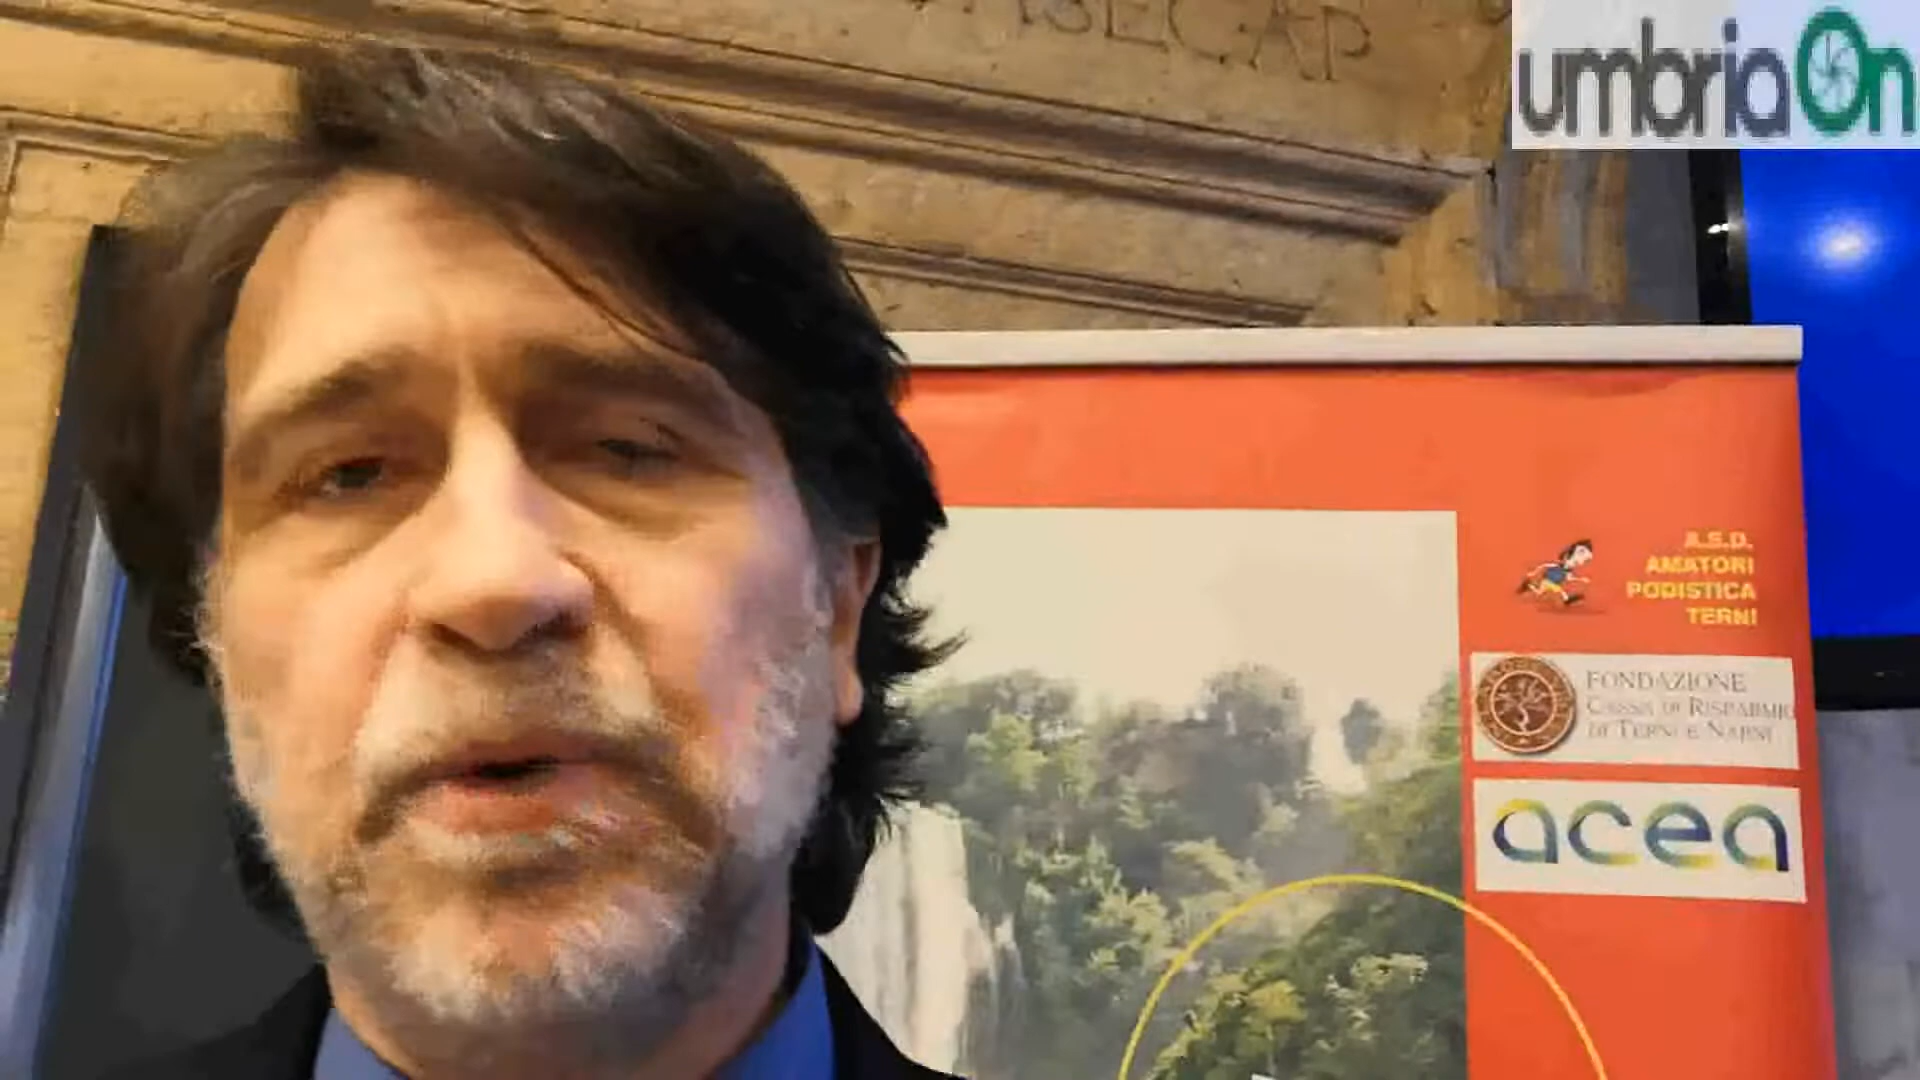 umbriaOn
A.S.D.
AMATORI
PODISTICA
TERNI
FONDAZIONE
CASSA DI RISPARMIO
DI TERNI E NARNI
acea